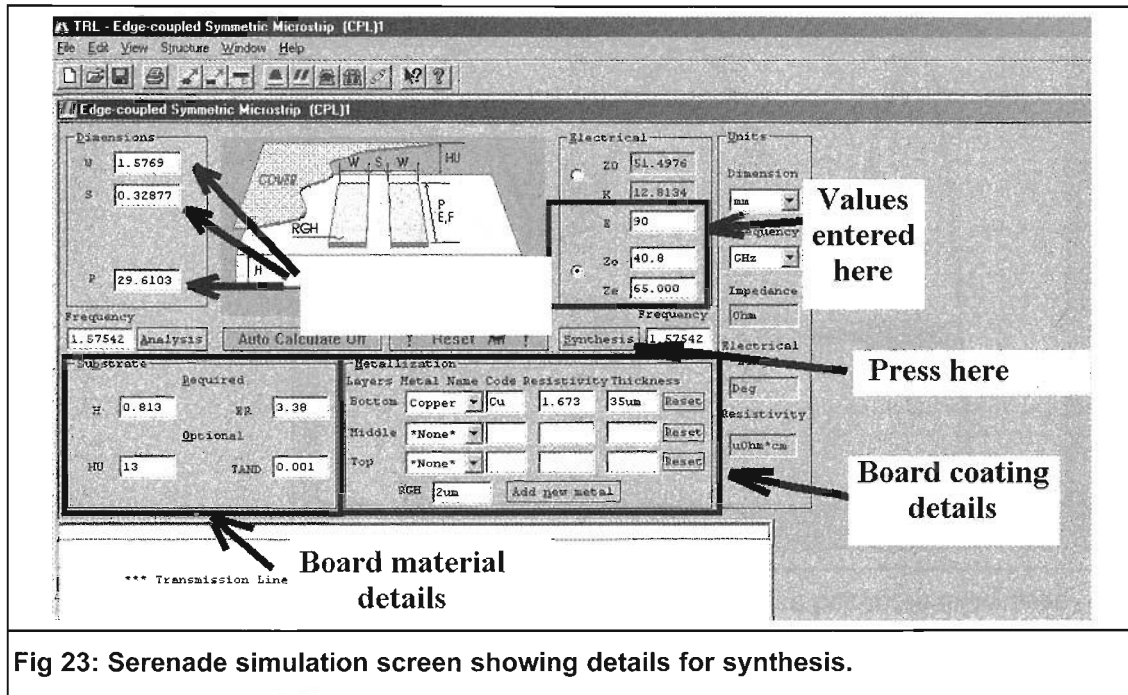 TRL - Edge-coupled Symmetric Microstrip (CPL)1
File Edit View Structure Window Help
Edge-coupled Symmetric Microstrip (CPL)1
Dimensions
W 1.5769
S 0.32877
P 29.6103
COVER
W S W
HU
RGH
P
E,F
H
Electrical
Z0 51.4976
K 12.8134
E 90
Zo 40.8
Ze 65.000
Units
Dimension
mm
GHz
Impedance
Ohm
Electrical
Deg
Resistivity
uOhm*cm
Values
entered
here
Frequency
1.57542 Analysis Auto Calculate Off Reset All
Frequency
Synthesis 1.57542
Press here
Substrate
Required
H 0.813 ER 3.38
Optional
HU 13 TAND 0.001
Metallization
Layers Metal Name Code Resistivity Thickness
Bottom Copper Cu 1.673 35um Reset
Middle *None* Reset
Top *None* Reset
RGH 2um Add new metal
Board coating
details
Board material
details
*** Transmission Line
Fig 23: Serenade simulation screen showing details for synthesis.